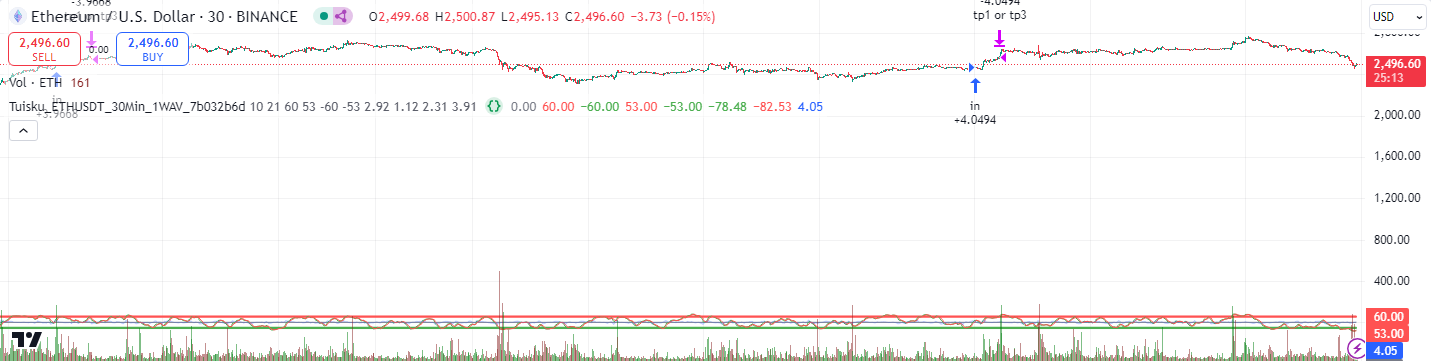 -3.9668
-4.0494
Ethereum / U.S. Dollar · 30 · BINANCE O2,499.68 H2,500.87 L2,495.13 C2,496.60 −3.73 (−0.15%)
tp1 or tp3
USD
2,496.60
SELL
0.00
2,496.60
BUY
2,496.60
25:13
Vol · ETH 161
in
+3.9668
Tuisku_ETHUSDT_30Min_1WAV_7b032b6d 10 21 60 53 -60 -53 2.92 1.12 2.31 3.91 {} 0.00 60.00 −60.00 53.00 −53.00 −78.48 −82.53 4.05
in
+4.0494
2,000.00
1,600.00
1,200.00
800.00
400.00
60.00
53.00
4.05